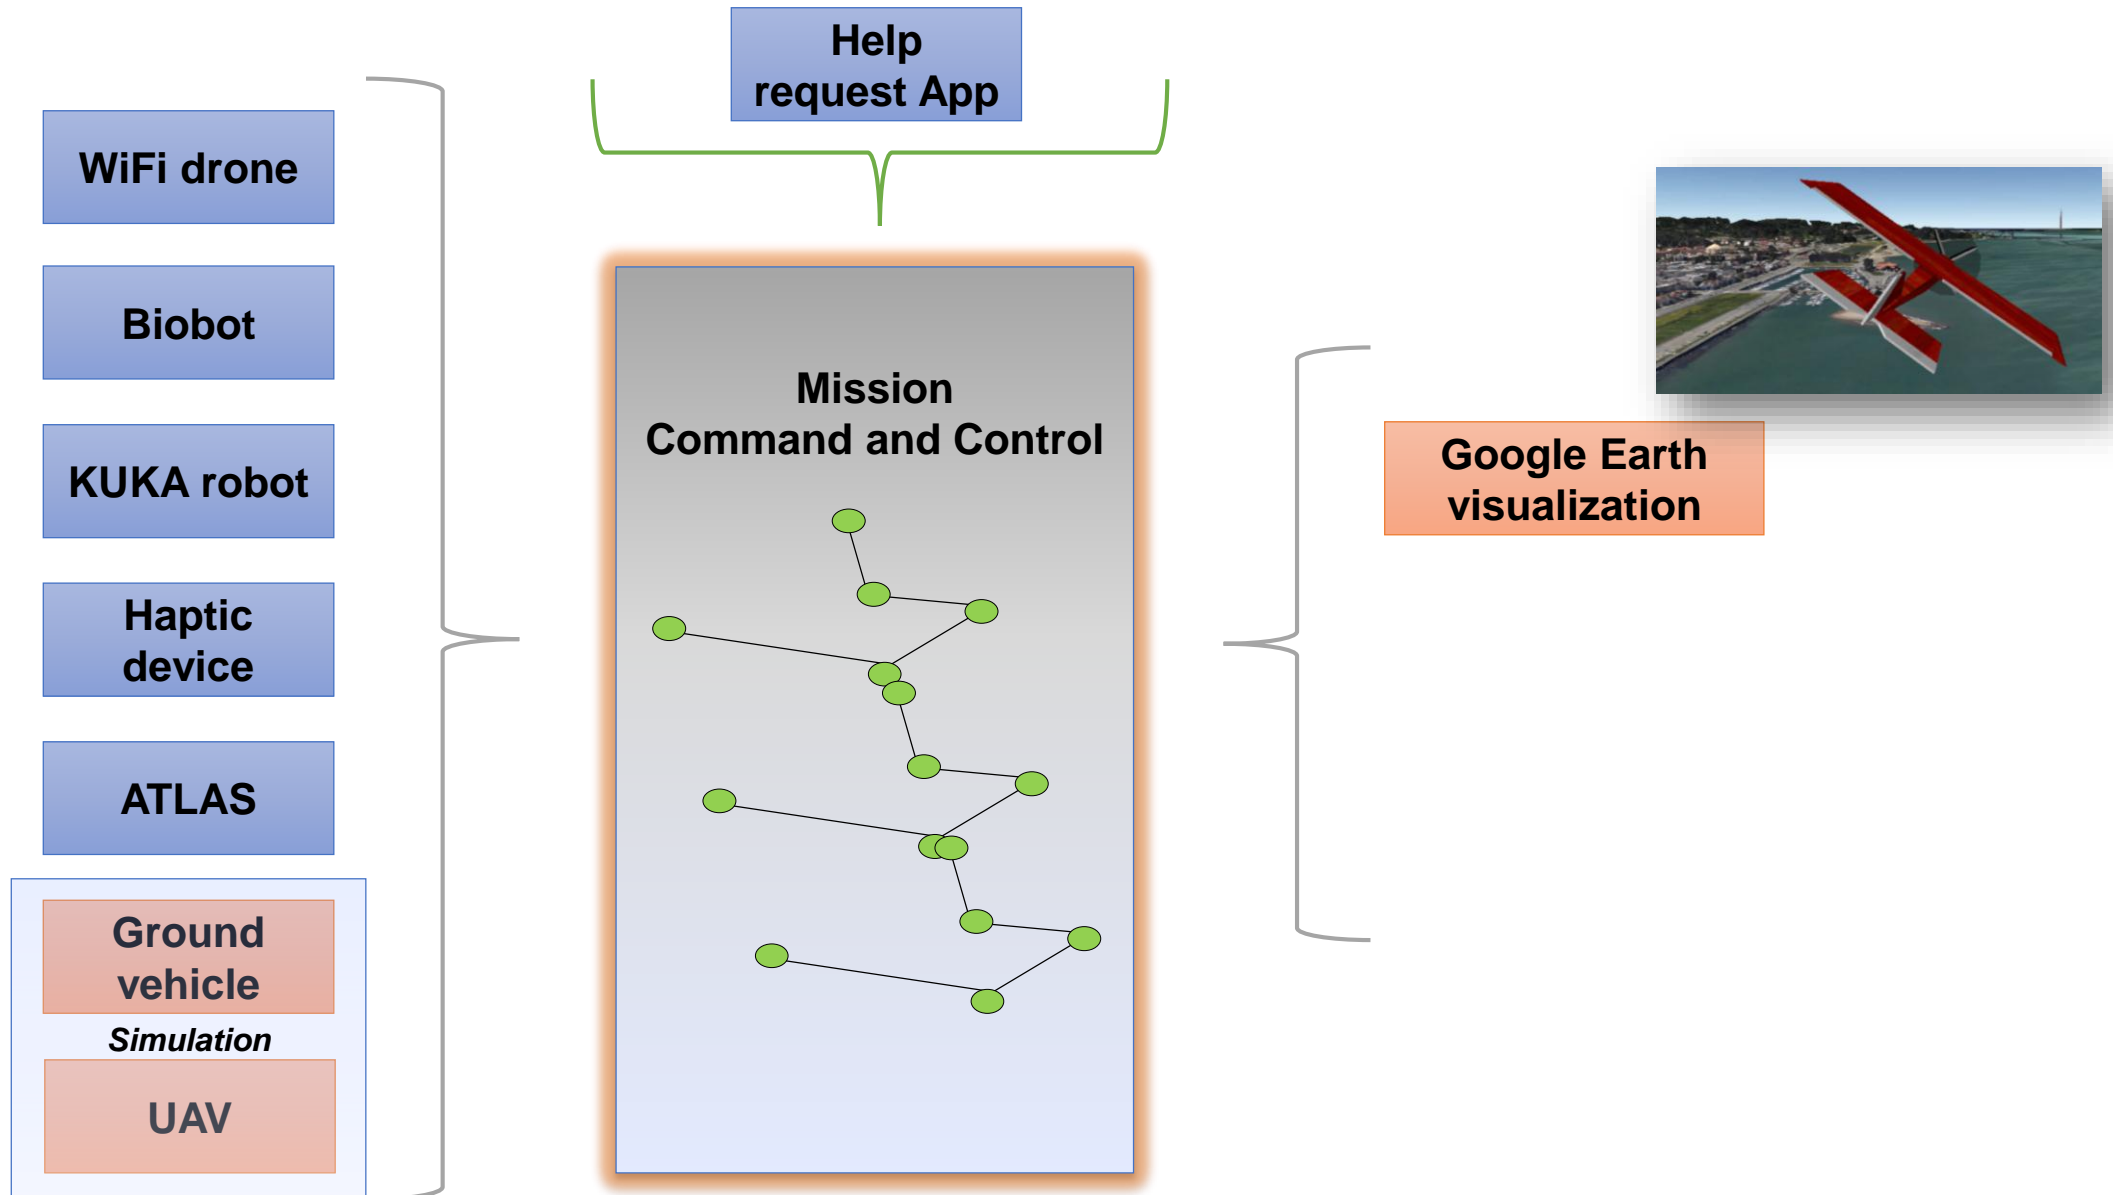 Help
request App
WiFi drone
Biobot
KUKA robot
Haptic
device
ATLAS
Ground
vehicle
Simulation
UAV
Mission
Command and Control
Google Earth
visualization